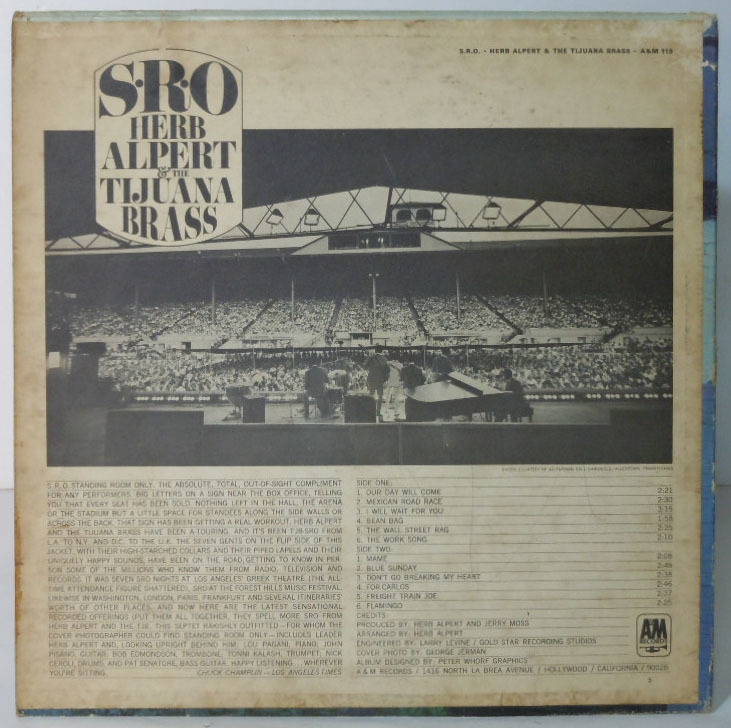 S.R.O. - HERB ALPERT & THE TIJUANA BRASS - A&M 119
S·R·O
HERB
ALPERT
& THE
TIJUANA
BRASS
S.R.O. STANDING ROOM ONLY. THE ABSOLUTE, TOTAL, OUT-OF-SIGHT COMPLIMENT
FOR ANY PERFORMERS. BIG LETTERS ON A SIGN NEAR THE BOX OFFICE, TELLING
YOU THAT EVERY SEAT HAS BEEN SOLD. NOTHING LEFT IN THE HALL, THE ARENA
OR THE STADIUM BUT A LITTLE SPACE FOR STANDEES ALONG THE SIDE WALLS OR
ACROSS THE BACK. THAT SIGN HAS BEEN GETTING A REAL WORKOUT. HERB ALPERT
AND THE TIJUANA BRASS HAVE BEEN A-TOURING, AND IT'S BEEN TJB-SRO FROM
L.A. TO N.Y. AND D.C. TO THE U.K. THE SEVEN GENTS ON THE FLIP SIDE OF THIS
JACKET, WITH THEIR HIGH-STARCHED COLLARS AND THEIR PIPED LAPELS AND THEIR
UNIQUELY HAPPY SOUNDS, HAVE BEEN ON THE ROAD, GETTING TO KNOW IN PER-
SON SOME OF THE MILLIONS WHO KNOW THEM FROM RADIO, TELEVISION AND
RECORDS. IT WAS SEVEN SRO NIGHTS AT LOS ANGELES' GREEK THEATRE (THE ALL-
TIME ATTENDANCE FIGURE SHATTERED), SRO AT THE FOREST HILLS MUSIC FESTIVAL,
LIKEWISE IN WASHINGTON, LONDON, PARIS, FRANKFURT AND SEVERAL ITINERARIES'
WORTH OF OTHER PLACES. AND NOW HERE ARE THE LATEST SENSATIONAL
RECORDED OFFERINGS (PUT THEM ALL TOGETHER, THEY SPELL MORE SRO FROM
HERB ALPERT AND THE TJB. THIS SEPTET RAKISHLY OUTFITTED—FOR WHOM THE
COVER PHOTOGRAPHER COULD FIND STANDING ROOM ONLY—INCLUDES LEADER
HERB ALPERT AND, LOOKING UPRIGHT BEHIND HIM: LOU PAGANI, PIANO; JOHN
PISANO, GUITAR; BOB EDMONDSON, TROMBONE; TONNI KALASH, TRUMPET; NICK
CEROLI, DRUMS; AND PAT SENATORE, BASS GUITAR. HAPPY LISTENING . . . WHEREVER
YOU'RE SITTING.
CHUCK CHAMPLIN—LOS ANGELES TIMES
SIDE ONE:
1. OUR DAY WILL COME 2:21
2. MEXICAN ROAD RACE 2:30
3. I WILL WAIT FOR YOU 3:15
4. BEAN BAG 1:58
5. THE WALL STREET RAG 2:25
6. THE WORK SONG 2:10
SIDE TWO:
1. MAME 2:08
2. BLUE SUNDAY 2:45
3. DON'T GO BREAKING MY HEART 2:38
4. FOR CARLOS 2:46
5. FREIGHT TRAIN JOE 2:37
6. FLAMINGO 2:25
CREDITS:
PRODUCED BY: HERB ALPERT AND JERRY MOSS
ARRANGED BY: HERB ALPERT
ENGINEERED BY: LARRY LEVINE / GOLD STAR RECORDING STUDIOS
COVER PHOTO BY: GEORGE JERMAN
ALBUM DESIGNED BY: PETER WHORF GRAPHICS
A & M RECORDS / 1416 NORTH LA BREA AVENUE / HOLLYWOOD / CALIFORNIA / 90028
A&M
RECORDS
5